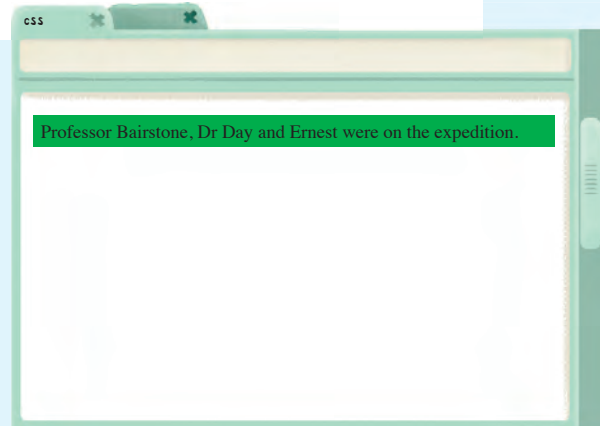 css
Professor Bairstone, Dr Day and Ernest were on the expedition.